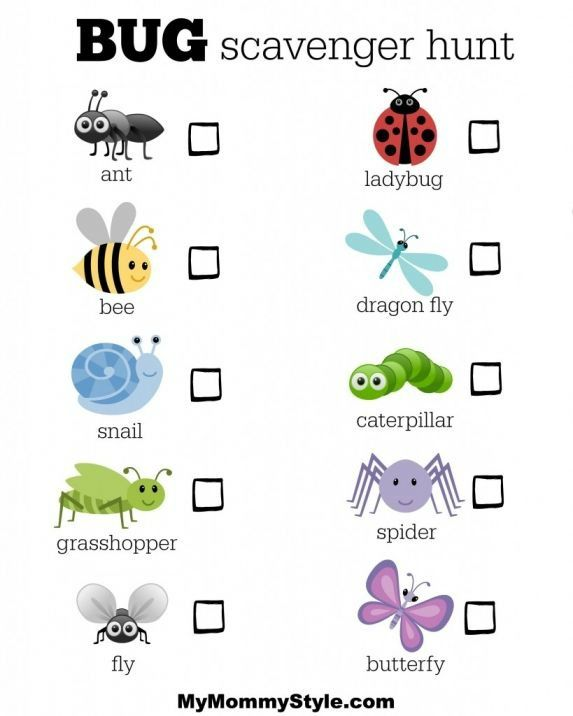 BUG scavenger hunt
ant
ladybug
bee
dragon fly
snail
caterpillar
grasshopper
spider
fly
butterfy
MyMommyStyle.com